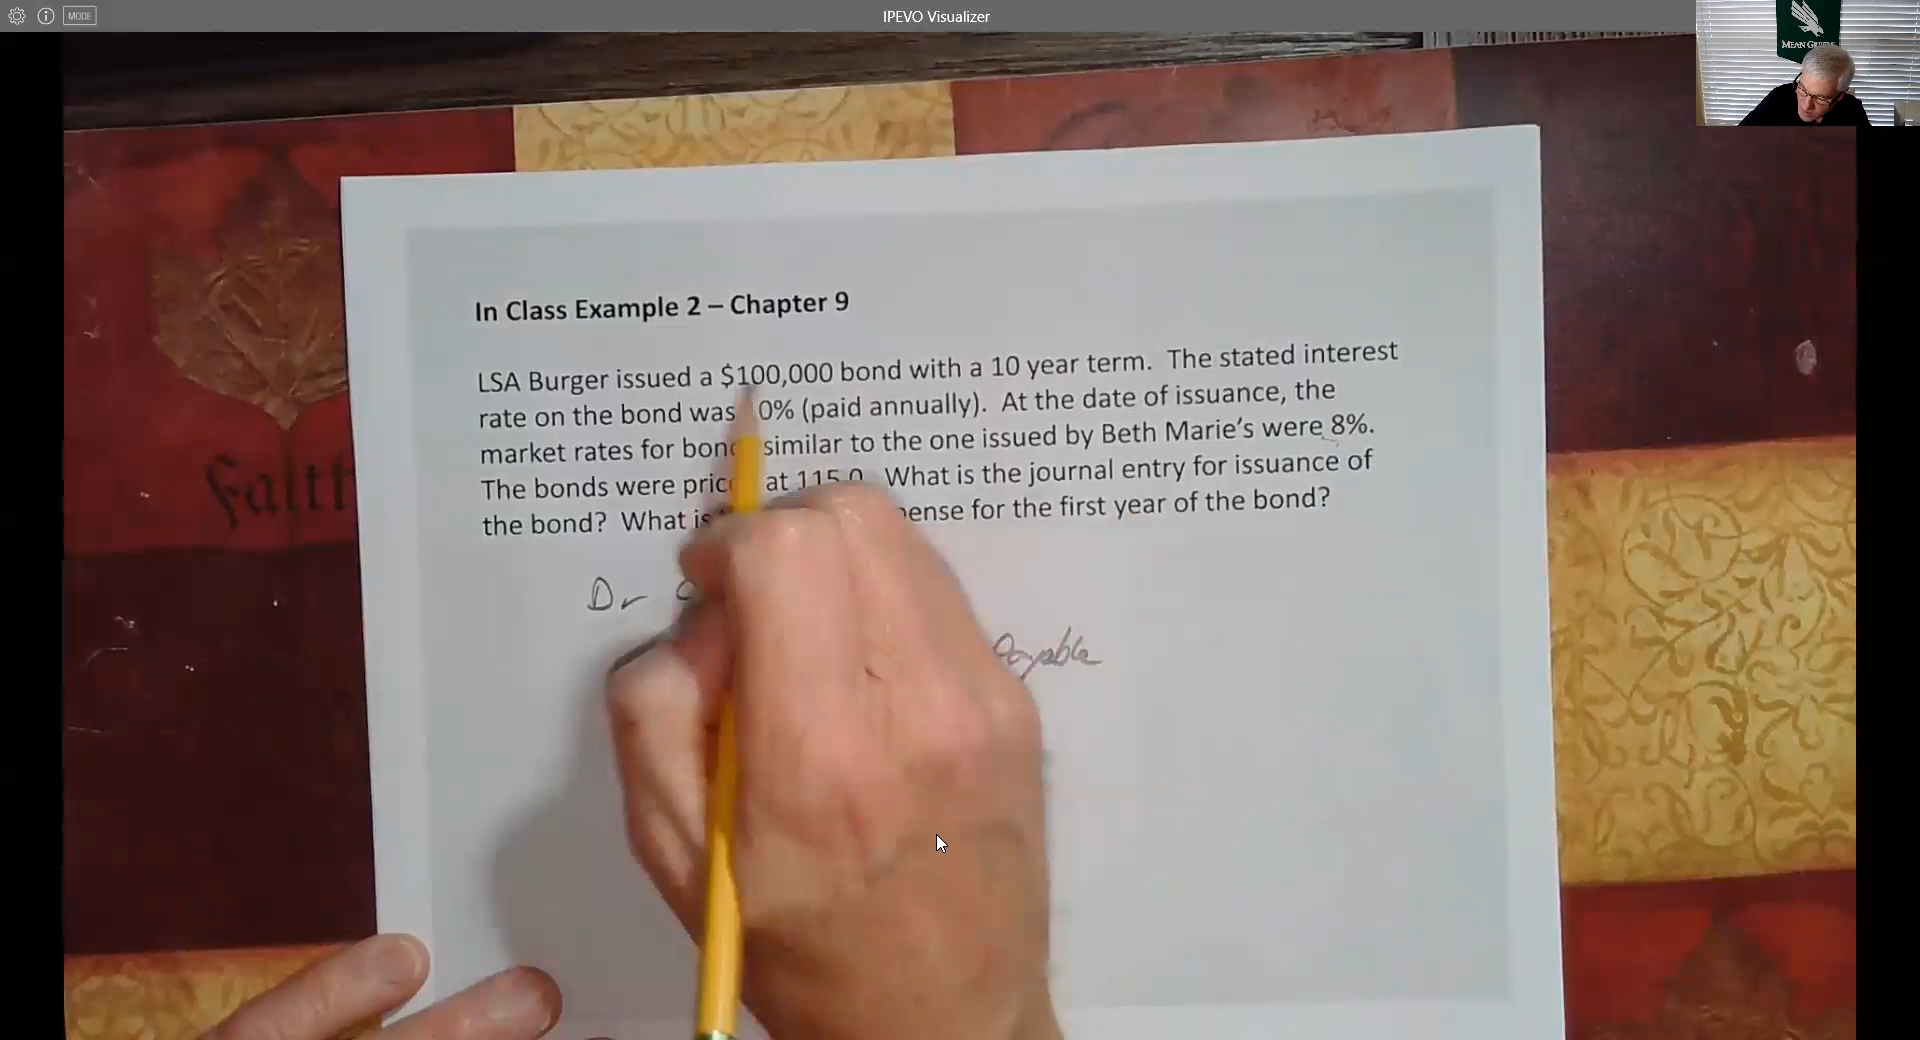 MODE
IPEVO Visualizer
MEAN GREEN
In Class Example 2 – Chapter 9
LSA Burger issued a $100,000 bond with a 10 year term. The stated interest
rate on the bond was 0% (paid annually). At the date of issuance, the
market rates for bond similar to the one issued by Beth Marie's were 8%.
The bonds were pric at 115.0 What is the journal entry for issuance of
the bond? What is ense for the first year of the bond?
Dr
Payable
Faith